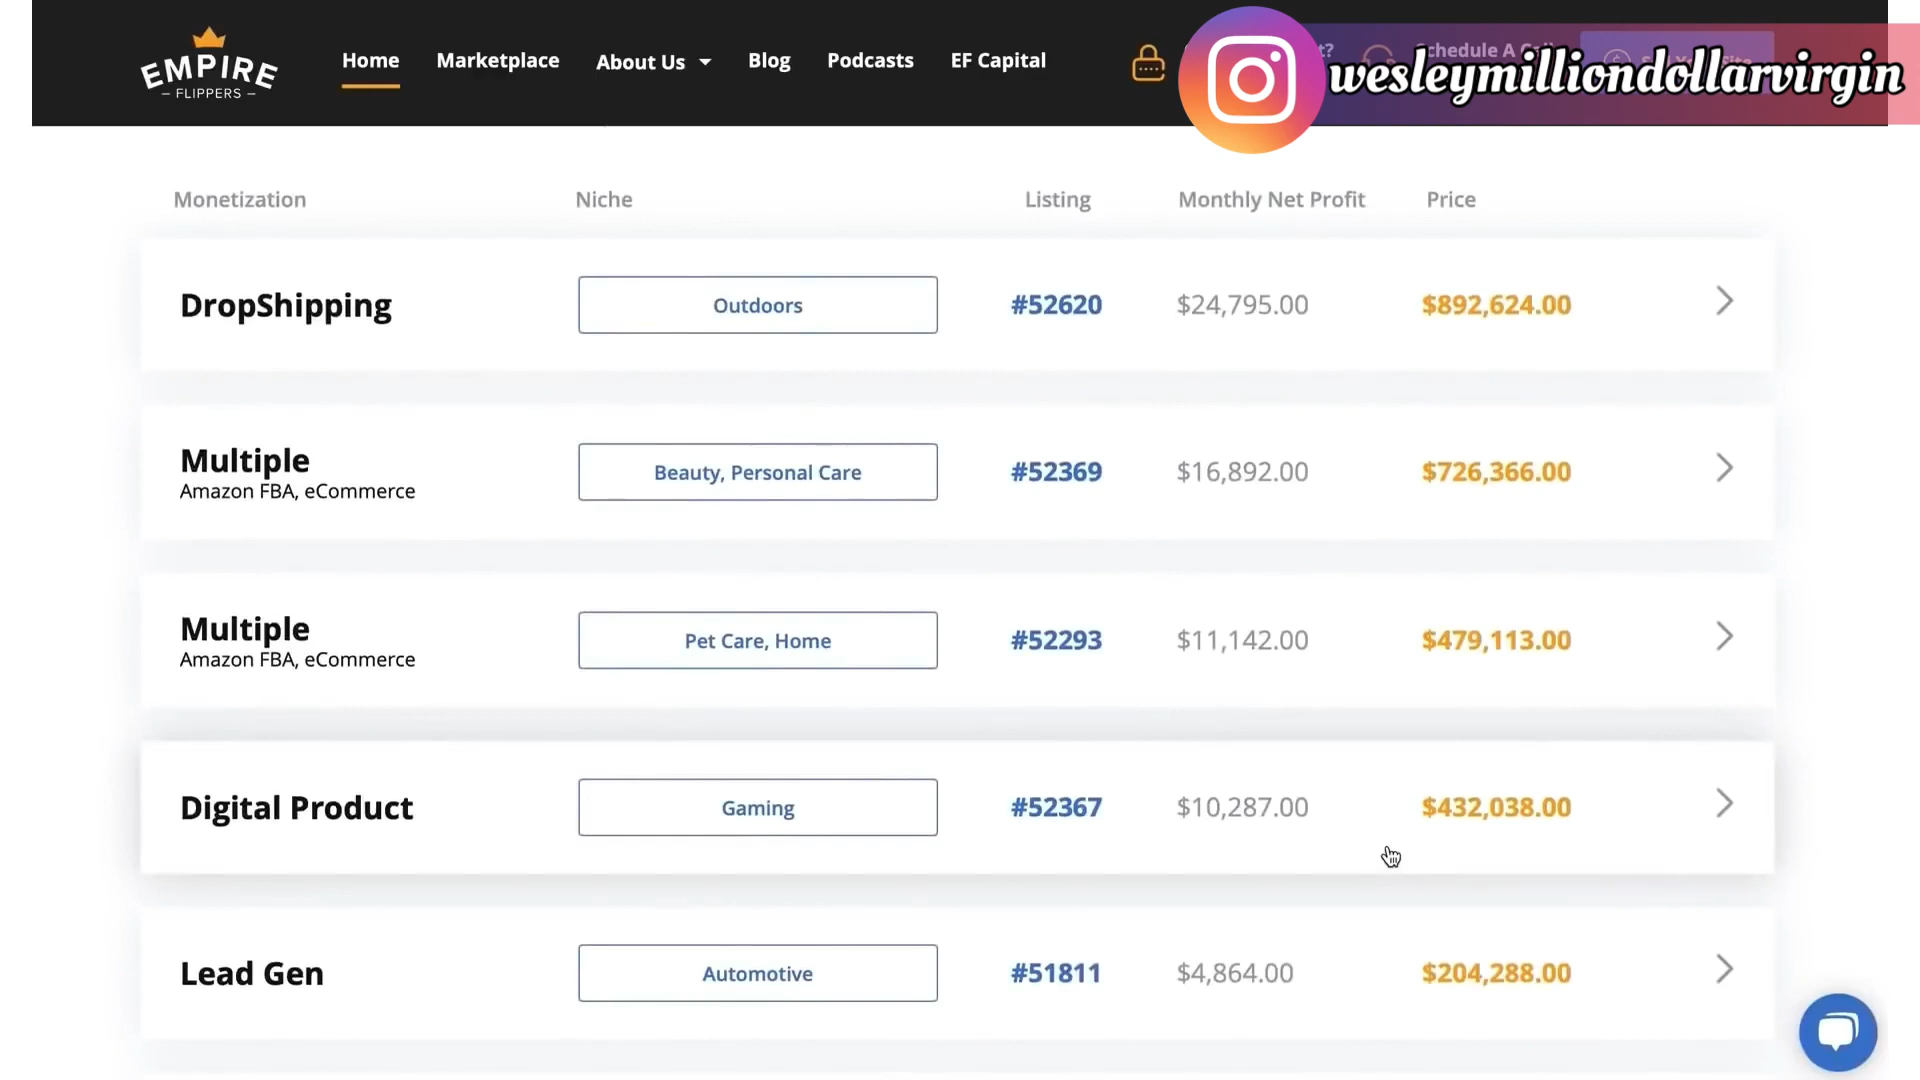 EMPIRE
FLIPPERS
Home
Marketplace
About Us
Blog
Podcasts
EF Capital
wesleymilliondollarvirgin
Monetization Niche Listing Monthly Net Profit Price
DropShipping Outdoors #52620 $24,795.00 $892,624.00
Multiple
Amazon FBA, eCommerce
Beauty, Personal Care #52369 $16,892.00 $726,366.00
Multiple
Amazon FBA, eCommerce
Pet Care, Home #52293 $11,142.00 $479,113.00
Digital Product Gaming #52367 $10,287.00 $432,038.00
Lead Gen Automotive #51811 $4,864.00 $204,288.00